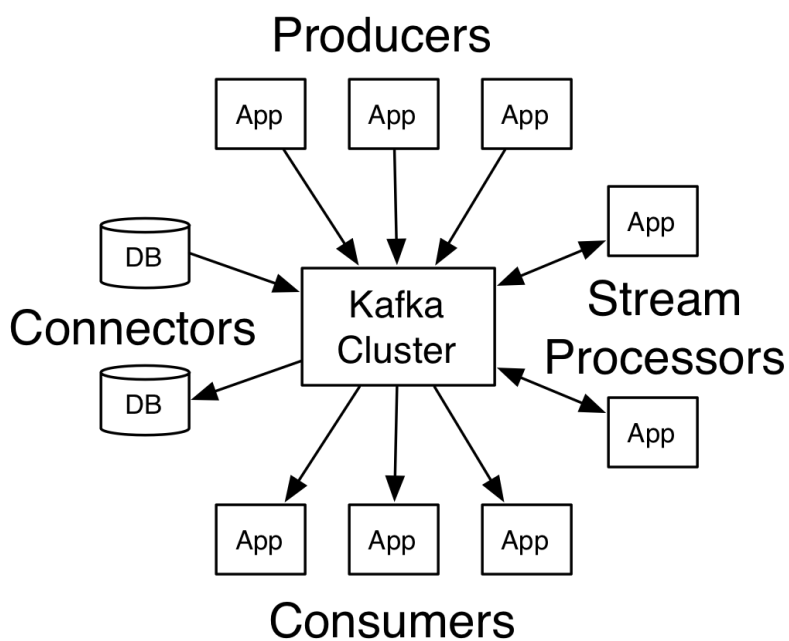 Producers
App
App
App
DB
App
Kafka
Cluster
Stream
Processors
Connectors
DB
App
App
App
App
Consumers